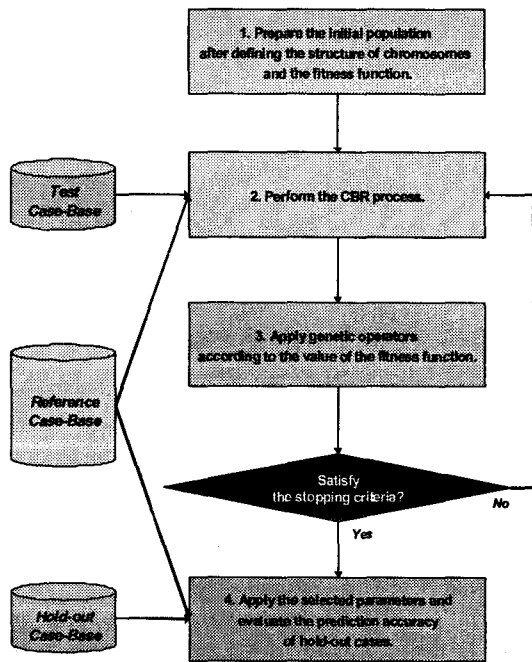 1. Prepare the initial population
after defining the structure of chromosomes
and the fitness function.
Test
Case-Base
2. Perform the CBR process.
3. Apply genetic operators
according to the value of the fitness function.
Reference
Case-Base
Satisfy
the stopping criteria?
No
Yes
Hold-out
Case-Base
4. Apply the selected parameters and
evaluate the prediction accuracy
of hold-out cases.